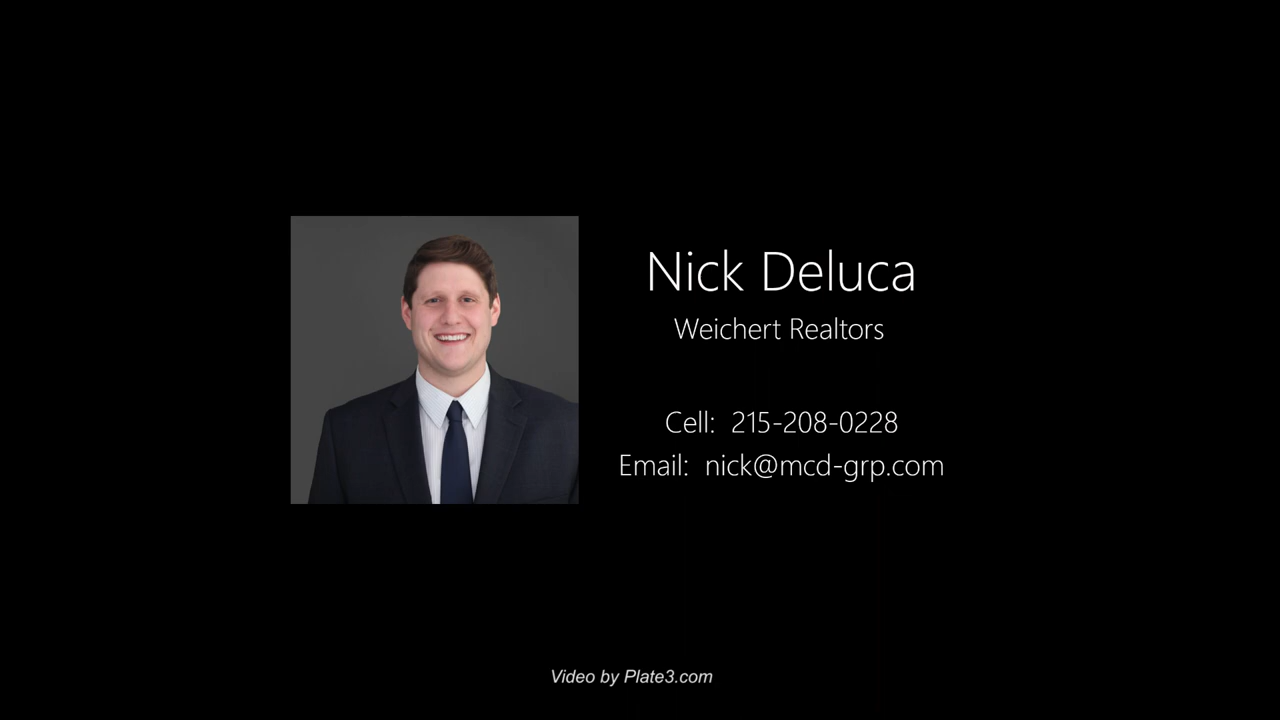 Nick Deluca
Weichert Realtors
Cell: 215-208-0228
Email: nick@mcd-grp.com
Video by Plate3.com